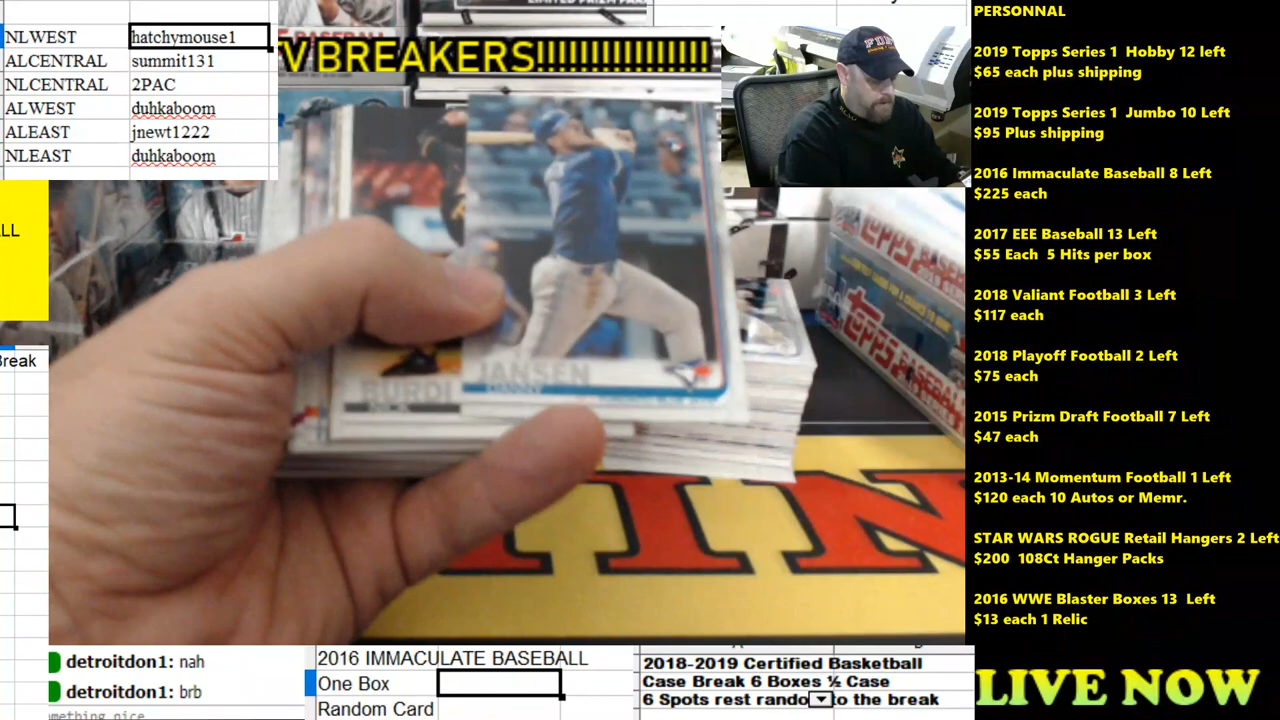 NLWEST hatchymouse1
ALCENTRAL summit131
NLCENTRAL 2PAC
ALWEST duhkaboom
ALEAST jnewt1222
NLEAST duhkaboom
V BREAKERS!!!!!!!!!!!!!!!!!!
LL
Break
TOPPS BASEBALL
BURDI
JANSEN
DANNY
PERSONNAL
2019 Topps Series 1 Hobby 12 left
$65 each plus shipping
2019 Topps Series 1 Jumbo 10 Left
$95 Plus shipping
2016 Immaculate Baseball 8 Left
$225 each
2017 EEE Baseball 13 Left
$55 Each 5 Hits per box
2018 Valiant Football 3 Left
$117 each
2018 Playoff Football 2 Left
$75 each
2015 Prizm Draft Football 7 Left
$47 each
2013-14 Momentum Football 1 Left
$120 each 10 Autos or Memr.
STAR WARS ROGUE Retail Hangers 2 Left
$200 108Ct Hanger Packs
2016 WWE Blaster Boxes 13 Left
$13 each 1 Relic
LIVE NOW
detroitdon1: nah
detroitdon1: brb
2016 IMMACULATE BASEBALL
One Box
Random Card
2018-2019 Certified Basketball
Case Break 6 Boxes ½ Case
6 Spots rest rando to the break